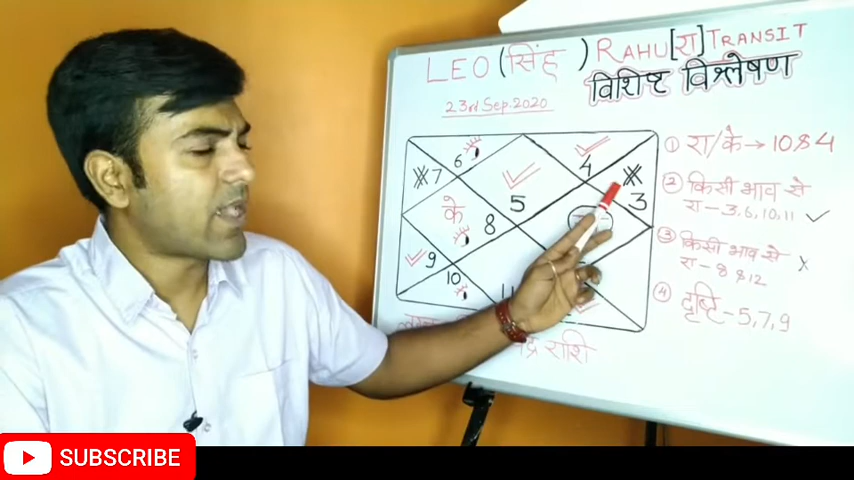 LEO (सिंह) RAHU[रा] TRANSIT
विशिष्ट विश्लेषण
23rd Sep. 2020
6
4
7
3
5
के
8
9
10
① रा/के → 10 & 4
② किसी भाव से
रा - 3,6,10,11 ✓
③ किसी भाव से
रा - 8 & 12 x
④ दृष्टि - 5,7,9
राशि
SUBSCRIBE